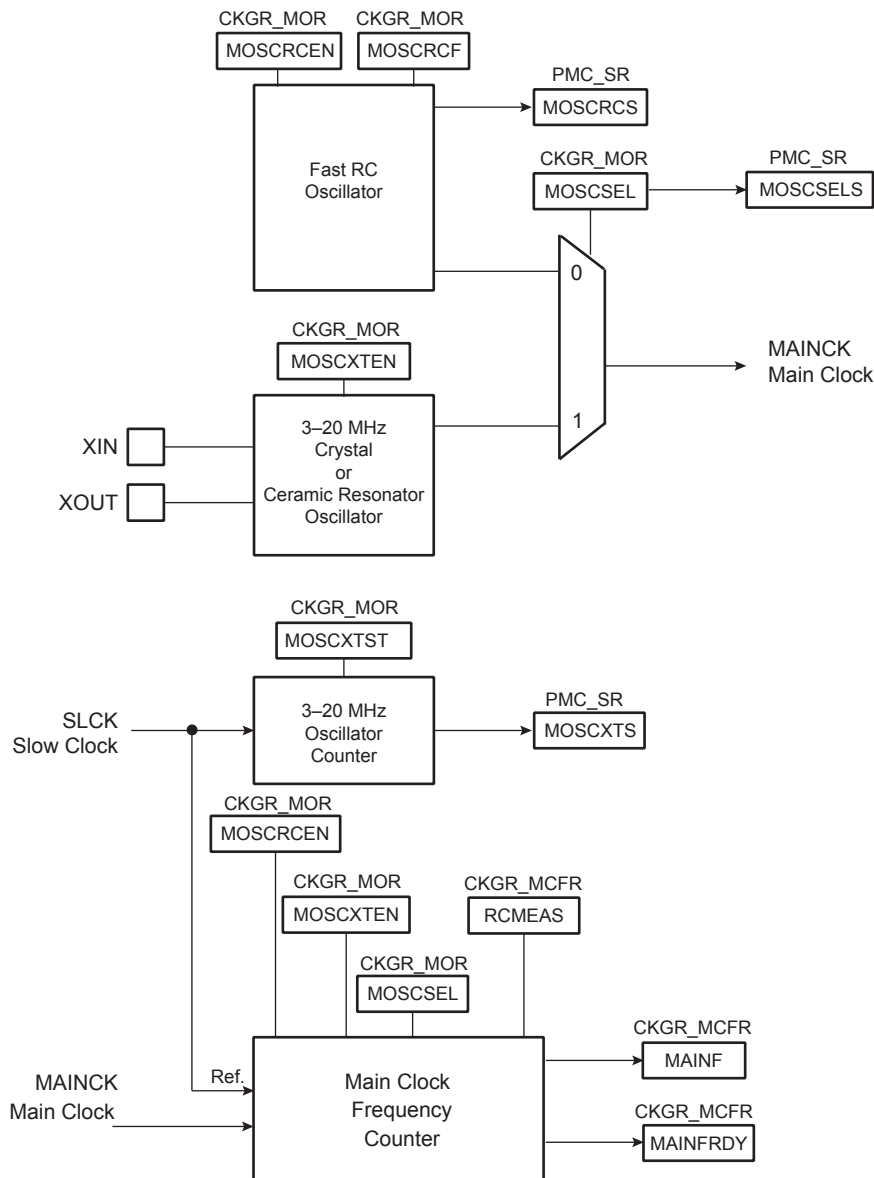 CKGR_MOR
CKGR_MOR
MOSCRCEN
MOSCRCF
PMC_SR
MOSCRCS
Fast RC
Oscillator
CKGR_MOR
MOSCSEL
PMC_SR
MOSCSELS
0
CKGR_MOR
MOSCXTEN
MAINCK
Main Clock
3–20 MHz
Crystal
or
Ceramic Resonator
Oscillator
1
XIN
XOUT
CKGR_MOR
MOSCXTST
SLCK
Slow Clock
3–20 MHz
Oscillator
Counter
PMC_SR
MOSCXTS
CKGR_MOR
MOSCRCEN
CKGR_MOR
MOSCXTEN
CKGR_MCFR
RCMEAS
CKGR_MOR
MOSCSEL
MAINCK
Main Clock
Ref.
Main Clock
Frequency
Counter
CKGR_MCFR
MAINF
CKGR_MCFR
MAINFRDY